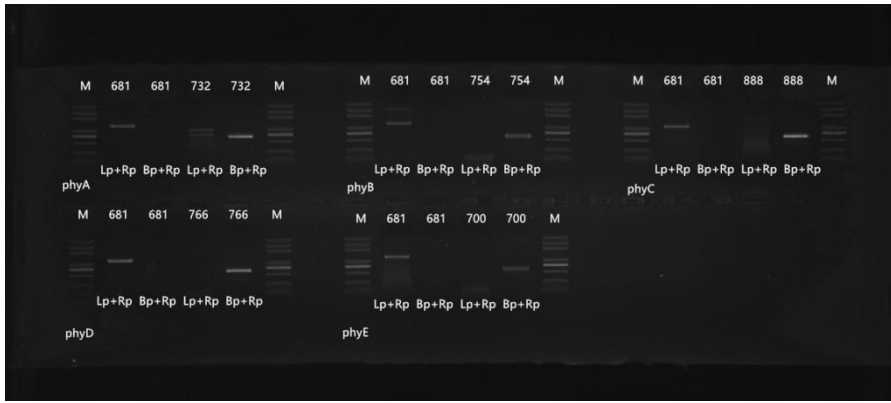 M 681 681 732 732 M
Lp+Rp Bp+Rp Lp+Rp Bp+Rp
phyA
M 681 681 754 754 M
Lp+Rp Bp+Rp Lp+Rp Bp+Rp
phyB
M 681 681 888 888 M
Lp+Rp Bp+Rp Lp+Rp Bp+Rp
phyC
M 681 681 766 766 M
Lp+Rp Bp+Rp Lp+Rp Bp+Rp
phyD
M 681 681 700 700 M
Lp+Rp Bp+Rp Lp+Rp Bp+Rp
phyE